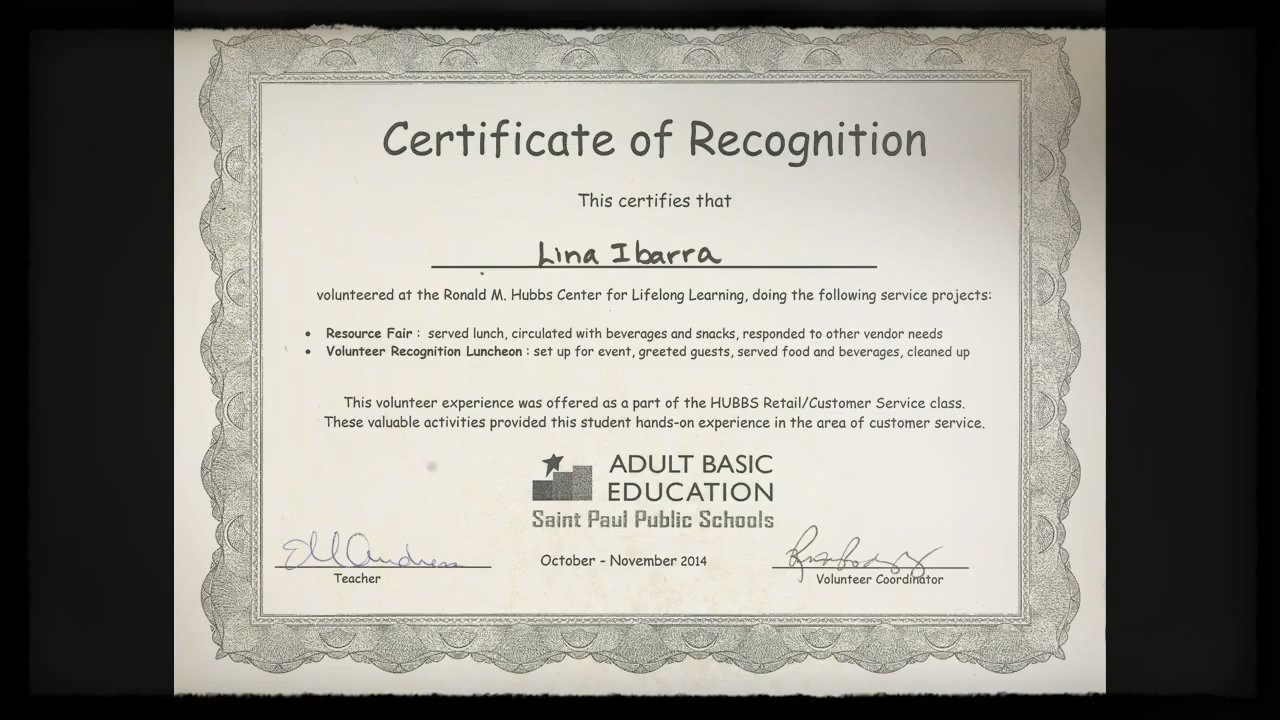 Certificate of Recognition
This certifies that
Lina Ibarra
volunteered at the Ronald M. Hubbs Center for Lifelong Learning, doing the following service projects:
• Resource Fair : served lunch, circulated with beverages and snacks, responded to other vendor needs
• Volunteer Recognition Luncheon : set up for event, greeted guests, served food and beverages, cleaned up
This volunteer experience was offered as a part of the HUBBS Retail/Customer Service class.
These valuable activities provided this student hands-on experience in the area of customer service.
ADULT BASIC
EDUCATION
Saint Paul Public Schools
October - November 2014
Teacher
Volunteer Coordinator